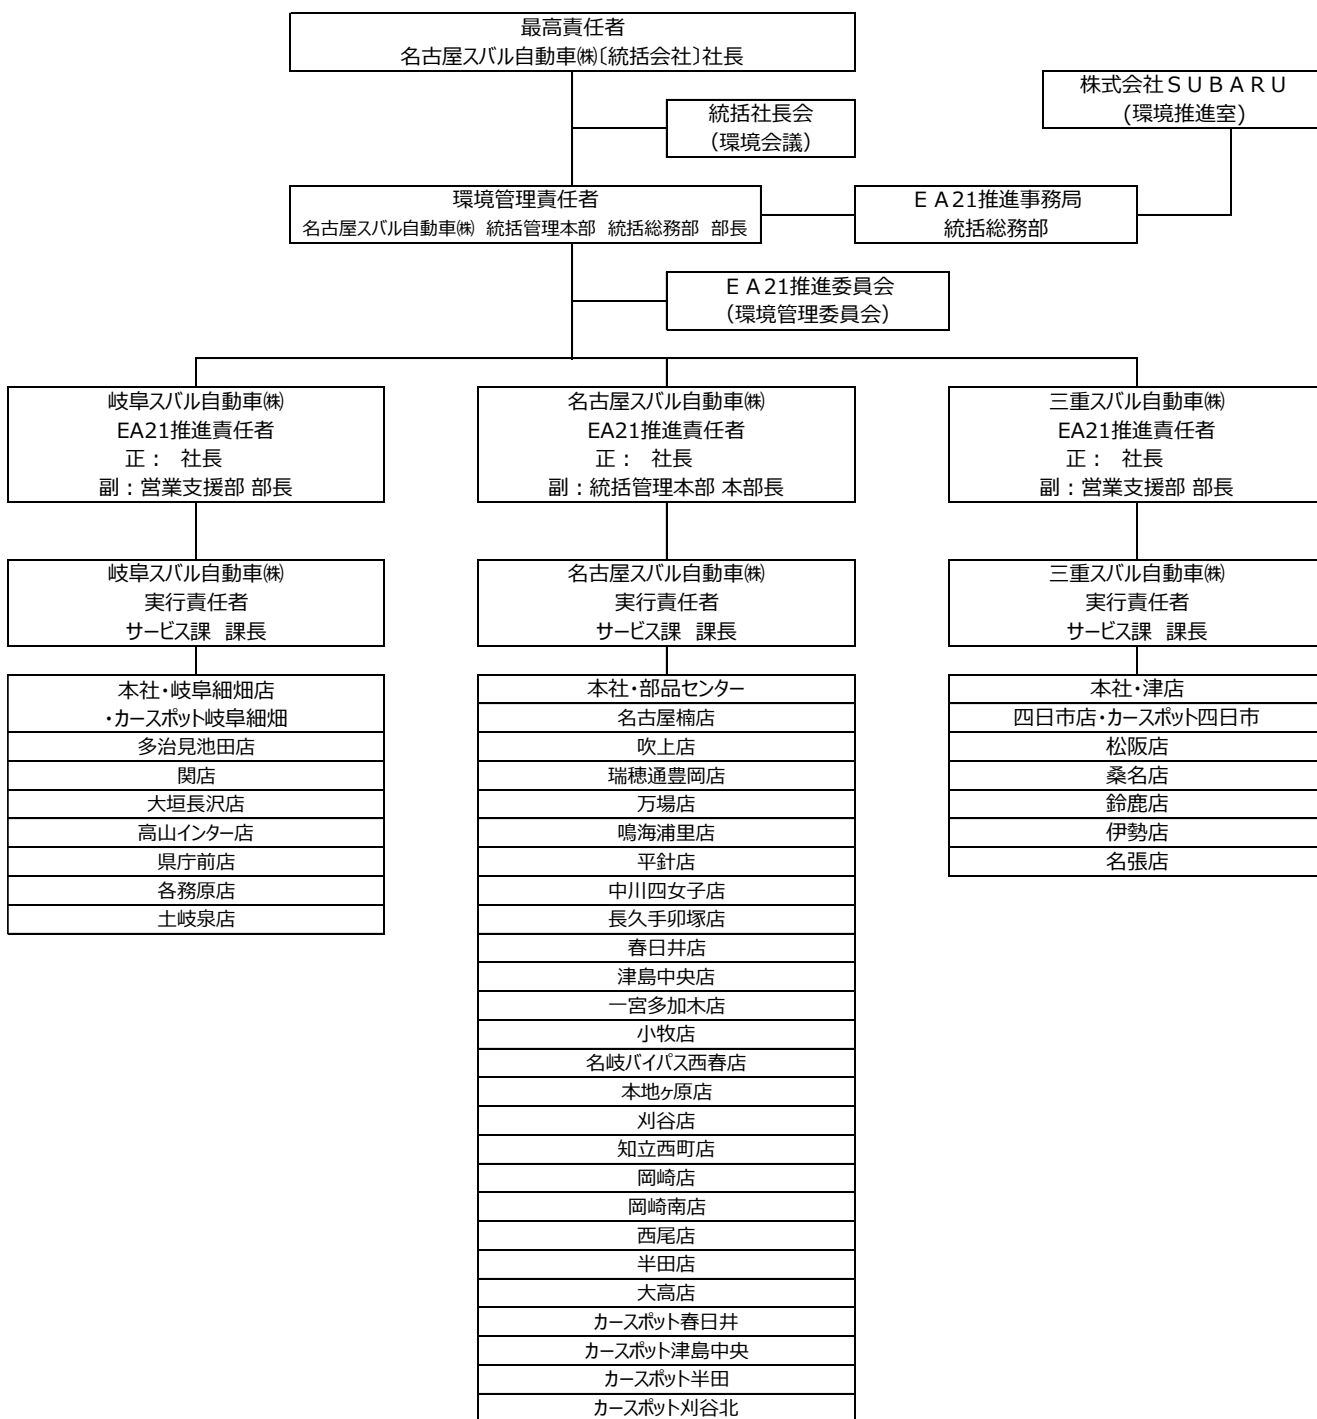 最高責任者
名古屋スバル自動車㈱〔統括会社〕社長
株式会社ＳＵＢＡＲＵ
(環境推進室)
統括社長会
（環境会議）
環境管理責任者
名古屋スバル自動車㈱ 統括管理本部 統括総務部 部長
ＥＡ21推進事務局
統括総務部
ＥＡ21推進委員会
（環境管理委員会）
岐阜スバル自動車㈱
EA21推進責任者
正： 社長
副：営業支援部 部長
名古屋スバル自動車㈱
EA21推進責任者
正： 社長
副：統括管理本部 本部長
三重スバル自動車㈱
EA21推進責任者
正： 社長
副：営業支援部 部長
岐阜スバル自動車㈱
実行責任者
サービス課 課長
名古屋スバル自動車㈱
実行責任者
サービス課 課長
三重スバル自動車㈱
実行責任者
サービス課 課長
本社・岐阜細畑店
・カースポット岐阜細畑
多治見池田店
関店
大垣長沢店
高山インター店
県庁前店
各務原店
土岐泉店
本社・部品センター
名古屋楠店
吹上店
瑞穂通豊岡店
万場店
鳴海浦里店
平針店
中川四女子店
長久手卯塚店
春日井店
津島中央店
一宮多加木店
小牧店
名岐バイパス西春店
本地ヶ原店
刈谷店
知立西町店
岡崎店
岡崎南店
西尾店
半田店
大高店
カースポット春日井
カースポット津島中央
カースポット半田
カースポット刈谷北
本社・津店
四日市店・カースポット四日市
松阪店
桑名店
鈴鹿店
伊勢店
名張店